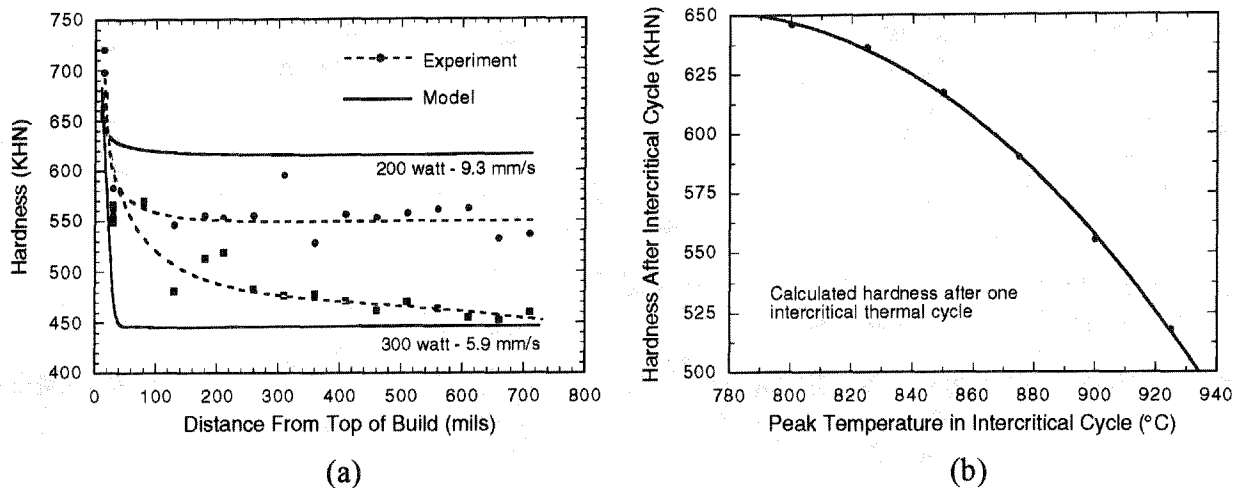 800
750
700
650
600
550
500
450
400
Hardness (KHN)
Experiment
Model
200 watt - 9.3 mm/s
300 watt - 5.9 mm/s
0 100 200 300 400 500 600 700 800
Distance From Top of Build (mils)
(a)
650
625
600
575
550
525
500
Hardness After Intercritical Cycle (KHN)
Calculated hardness after one
intercritical thermal cycle
780 800 820 840 860 880 900 920 940
Peak Temperature in Intercritical Cycle (°C)
(b)